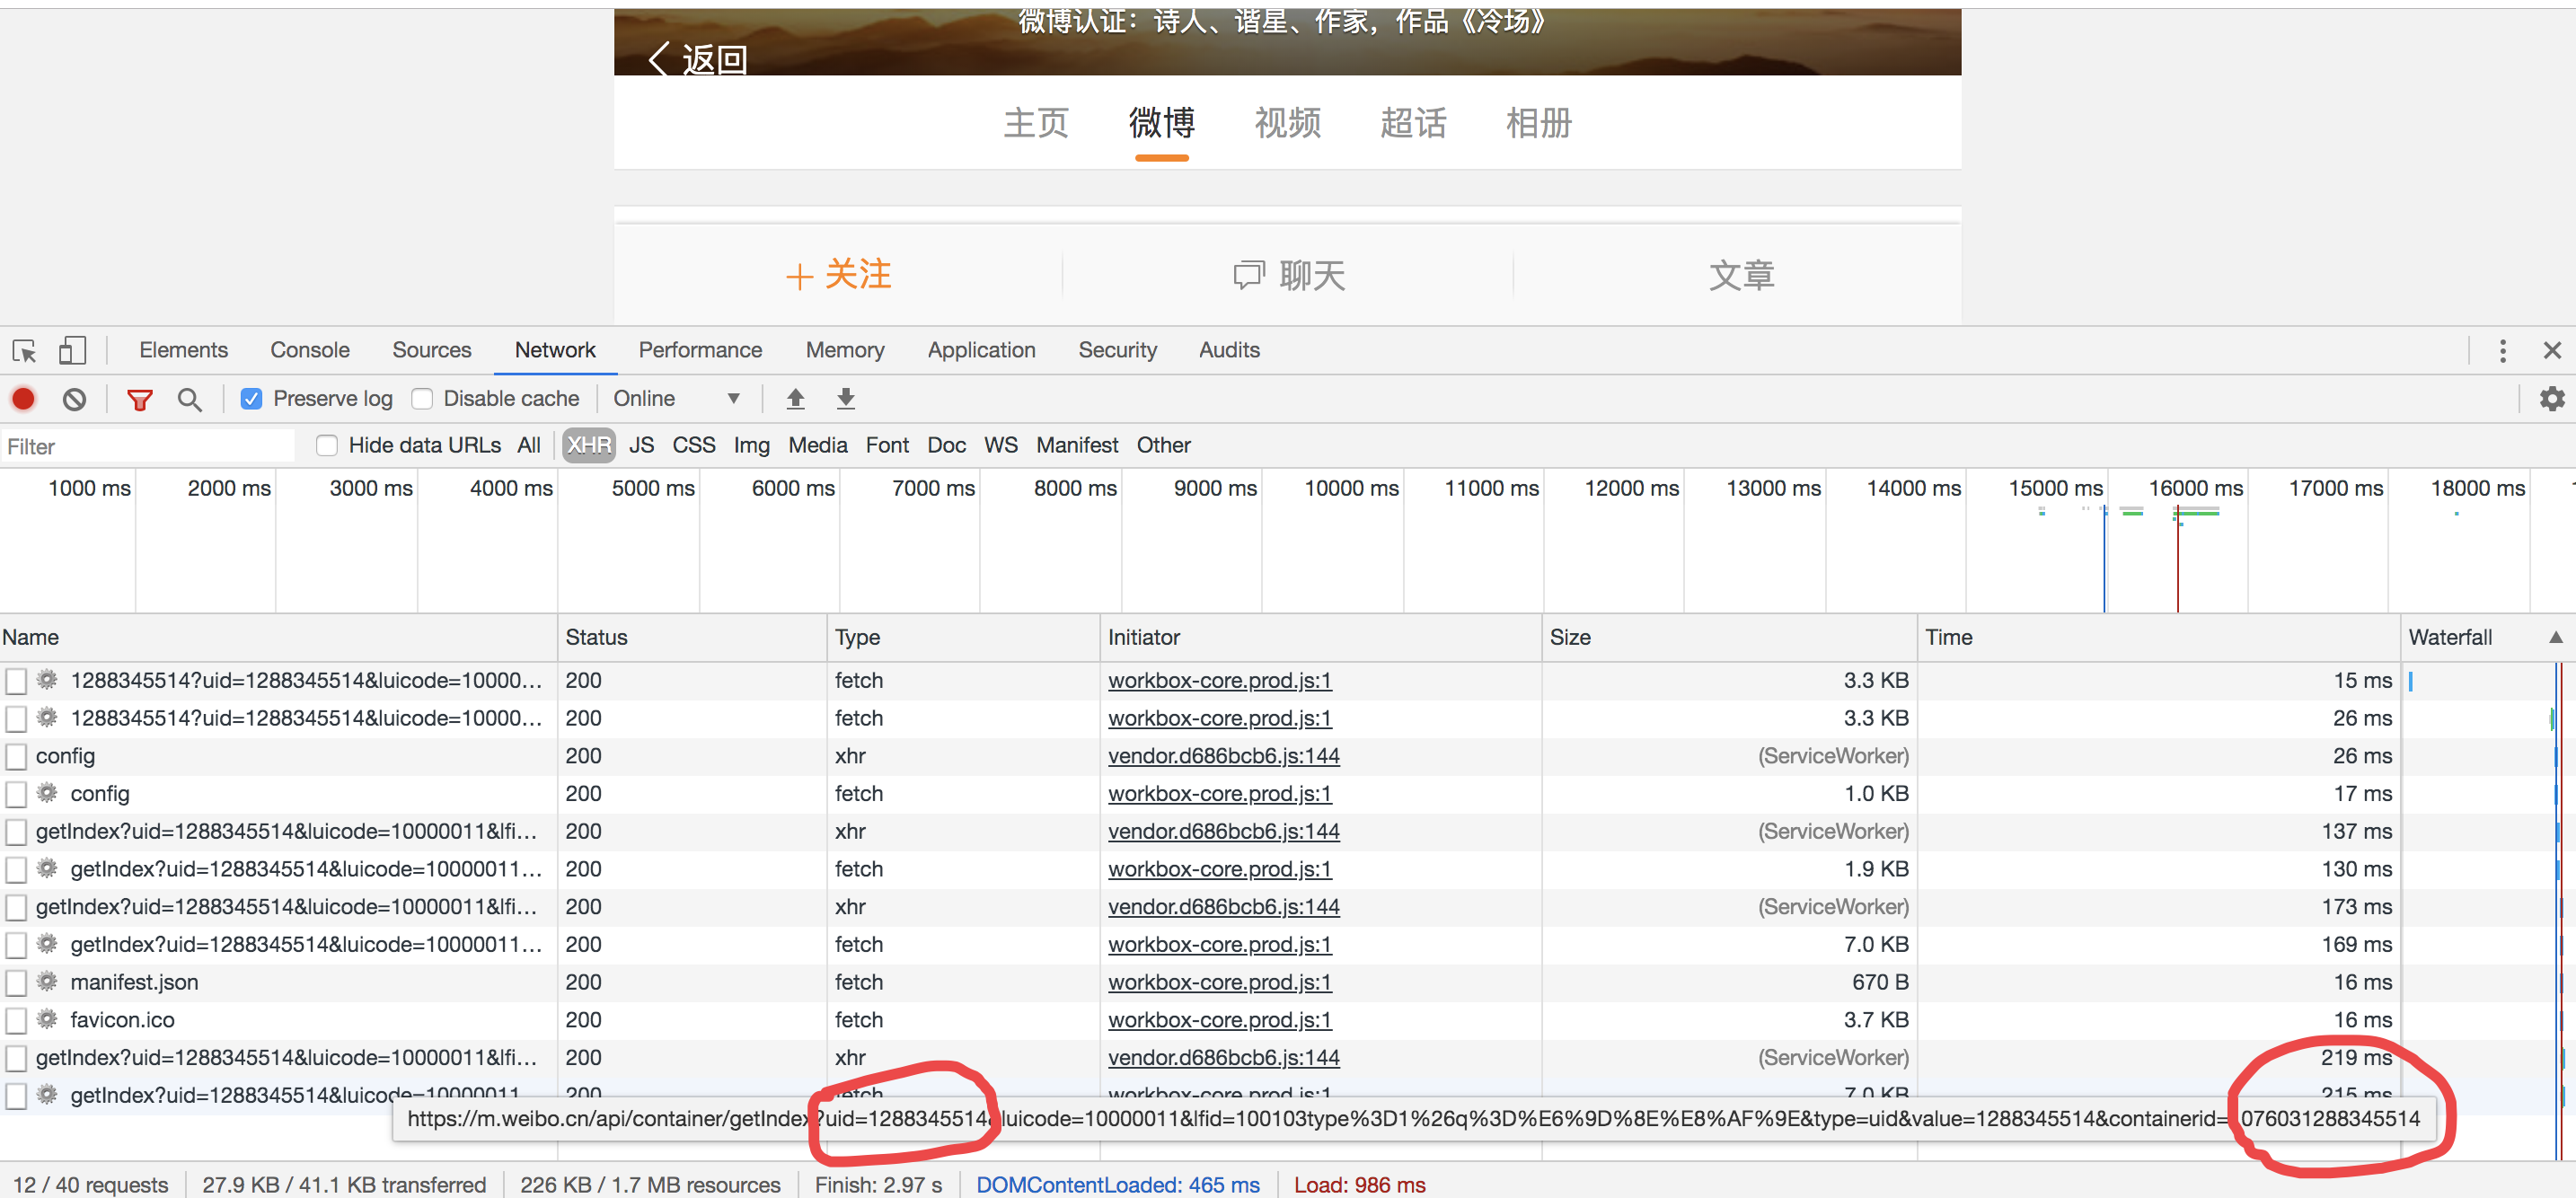 微博认证：诗人、谐星、作家，作品《冷场》
返回
主页 微博 视频 超话 相册
关注 聊天 文章
Elements Console Sources Network Performance Memory Application Security Audits
Preserve log Disable cache Online
Filter Hide data URLs All XHR JS CSS Img Media Font Doc WS Manifest Other
1000 ms 2000 ms 3000 ms 4000 ms 5000 ms 6000 ms 7000 ms 8000 ms 9000 ms 10000 ms 11000 ms 12000 ms 13000 ms 14000 ms 15000 ms 16000 ms 17000 ms 18000 ms
Name Status Type Initiator Size Time Waterfall
1288345514?uid=1288345514&luicode=10000... 200 fetch workbox-core.prod.js:1 3.3 KB 15 ms
1288345514?uid=1288345514&luicode=10000... 200 fetch workbox-core.prod.js:1 3.3 KB 26 ms
config 200 xhr vendor.d686bcb6.js:144 (ServiceWorker) 26 ms
config 200 fetch workbox-core.prod.js:1 1.0 KB 17 ms
getIndex?uid=1288345514&luicode=10000011&lfi... 200 xhr vendor.d686bcb6.js:144 (ServiceWorker) 137 ms
getIndex?uid=1288345514&luicode=10000011... 200 fetch workbox-core.prod.js:1 1.9 KB 130 ms
getIndex?uid=1288345514&luicode=10000011&lfi... 200 xhr vendor.d686bcb6.js:144 (ServiceWorker) 173 ms
getIndex?uid=1288345514&luicode=10000011... 200 fetch workbox-core.prod.js:1 7.0 KB 169 ms
manifest.json 200 fetch workbox-core.prod.js:1 670 B 16 ms
favicon.ico 200 fetch workbox-core.prod.js:1 3.7 KB 16 ms
getIndex?uid=1288345514&luicode=10000011&lfi... 200 xhr vendor.d686bcb6.js:144 (ServiceWorker) 219 ms
getIndex?uid=1288345514&luicode=10000011 200 fetch workbox-core.prod.js:1 7.0 KB 215 ms
https://m.weibo.cn/api/container/getIndex?uid=1288345514&luicode=10000011&lfid=100103type%3D1%26q%3D%E6%9D%8E%E8%AF%9E&type=uid&value=1288345514&containerid=1076031288345514
12 / 40 requests 27.9 KB / 41.1 KB transferred 226 KB / 1.7 MB resources Finish: 2.97 s DOMContentLoaded: 465 ms Load: 986 ms